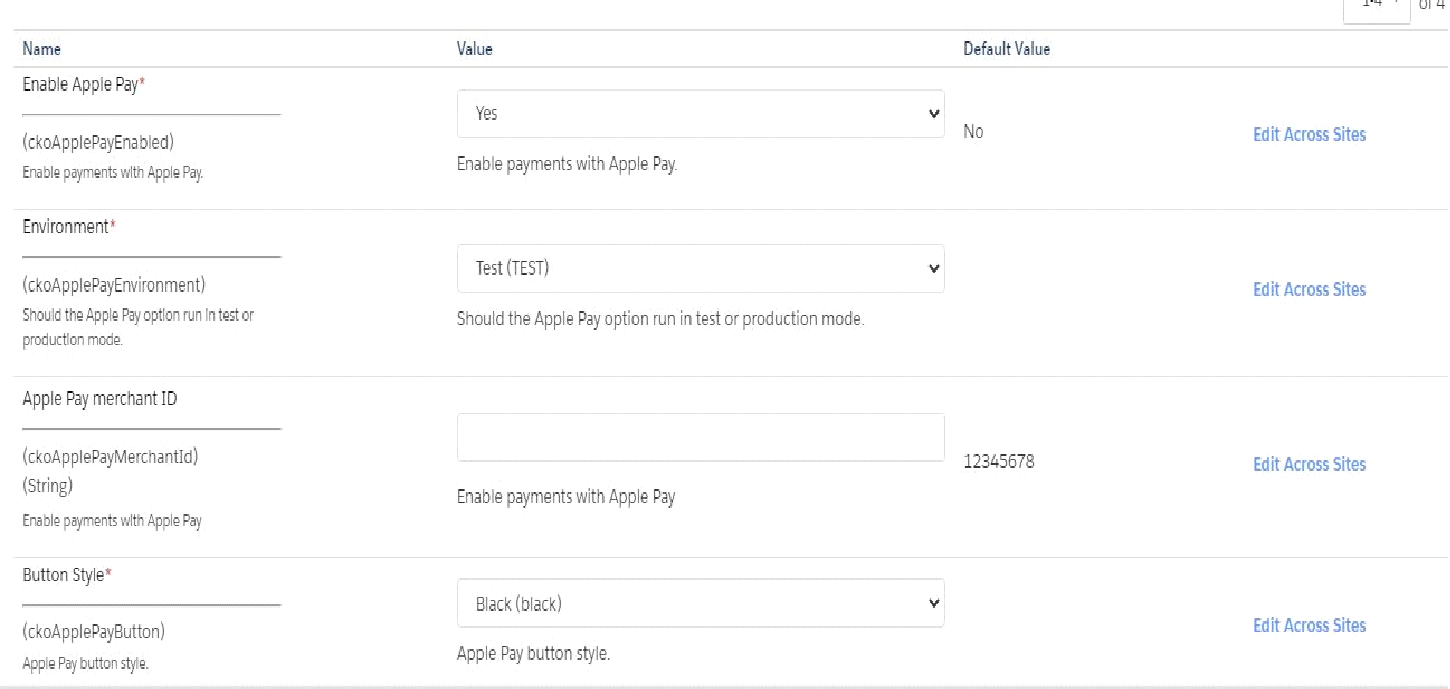 1-4 of 4
Name Value Default Value
Enable Apple Pay*
Yes
No
Edit Across Sites
(ckoApplePayEnabled)
Enable payments with Apple Pay.
Enable payments with Apple Pay.
Environment*
Test (TEST)
Edit Across Sites
(ckoApplePayEnvironment)
Should the Apple Pay option run in test or
production mode.
Should the Apple Pay option run in test or production mode.
Apple Pay merchant ID
(ckoApplePayMerchantId)
(String)
12345678
Edit Across Sites
Enable payments with Apple Pay
Enable payments with Apple Pay
Button Style*
Black (black)
Edit Across Sites
(ckoApplePayButton)
Apple Pay button style.
Apple Pay button style.